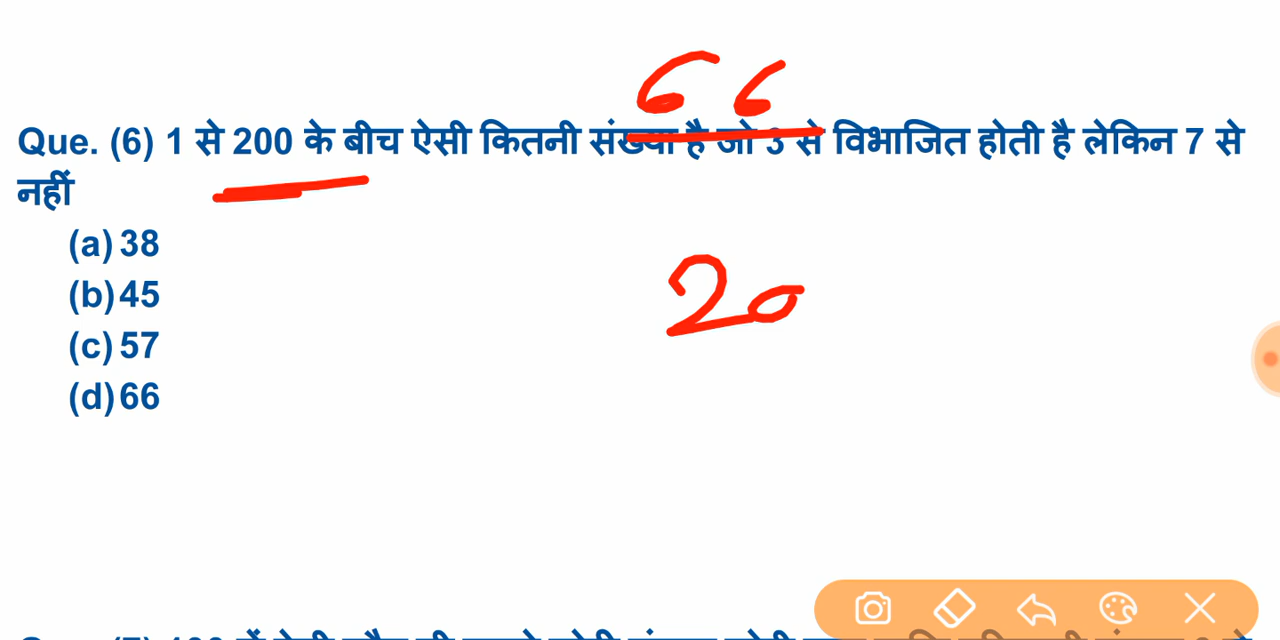 66
Que. (6) 1 से 200 के बीच ऐसी कितनी संख्या है जो 3 से विभाजित होती है लेकिन 7 से
नहीं
(a) 38
20
(b) 45
(c) 57
(d) 66